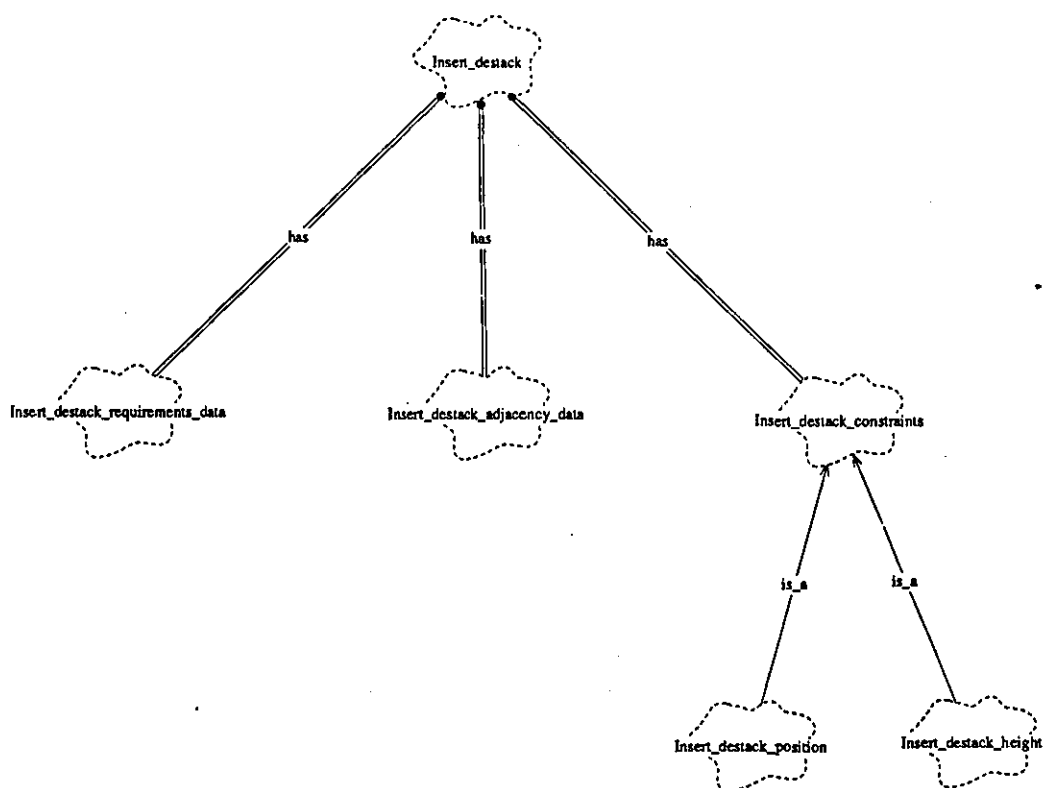 Insert_destack
has
has
has
Insert_destack_requirements_data
Insert_destack_adjacency_data
Insert_destack_constraints
is_a
is_a
Insert_destack_position
Insert_destack_height